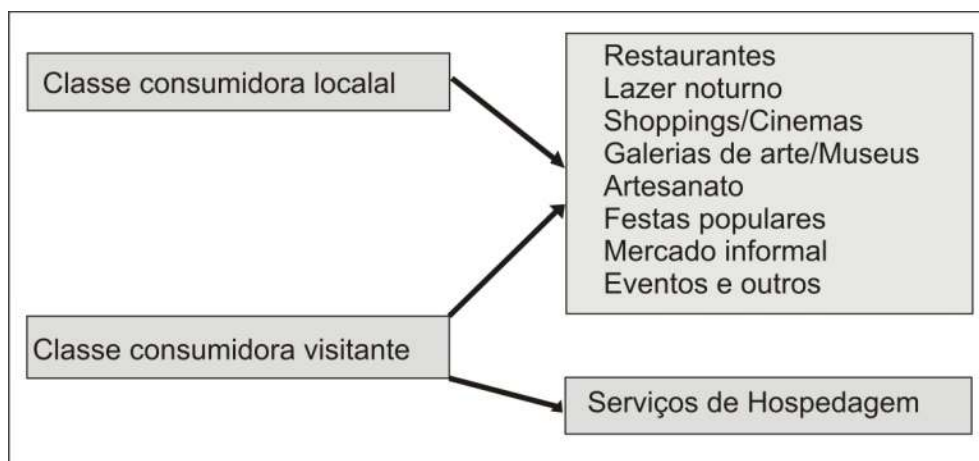 Classe consumidora localal
Restaurantes
Lazer noturno
Shoppings/Cinemas
Galerias de arte/Museus
Artesanato
Festas populares
Mercado informal
Eventos e outros
Classe consumidora visitante
Serviços de Hospedagem